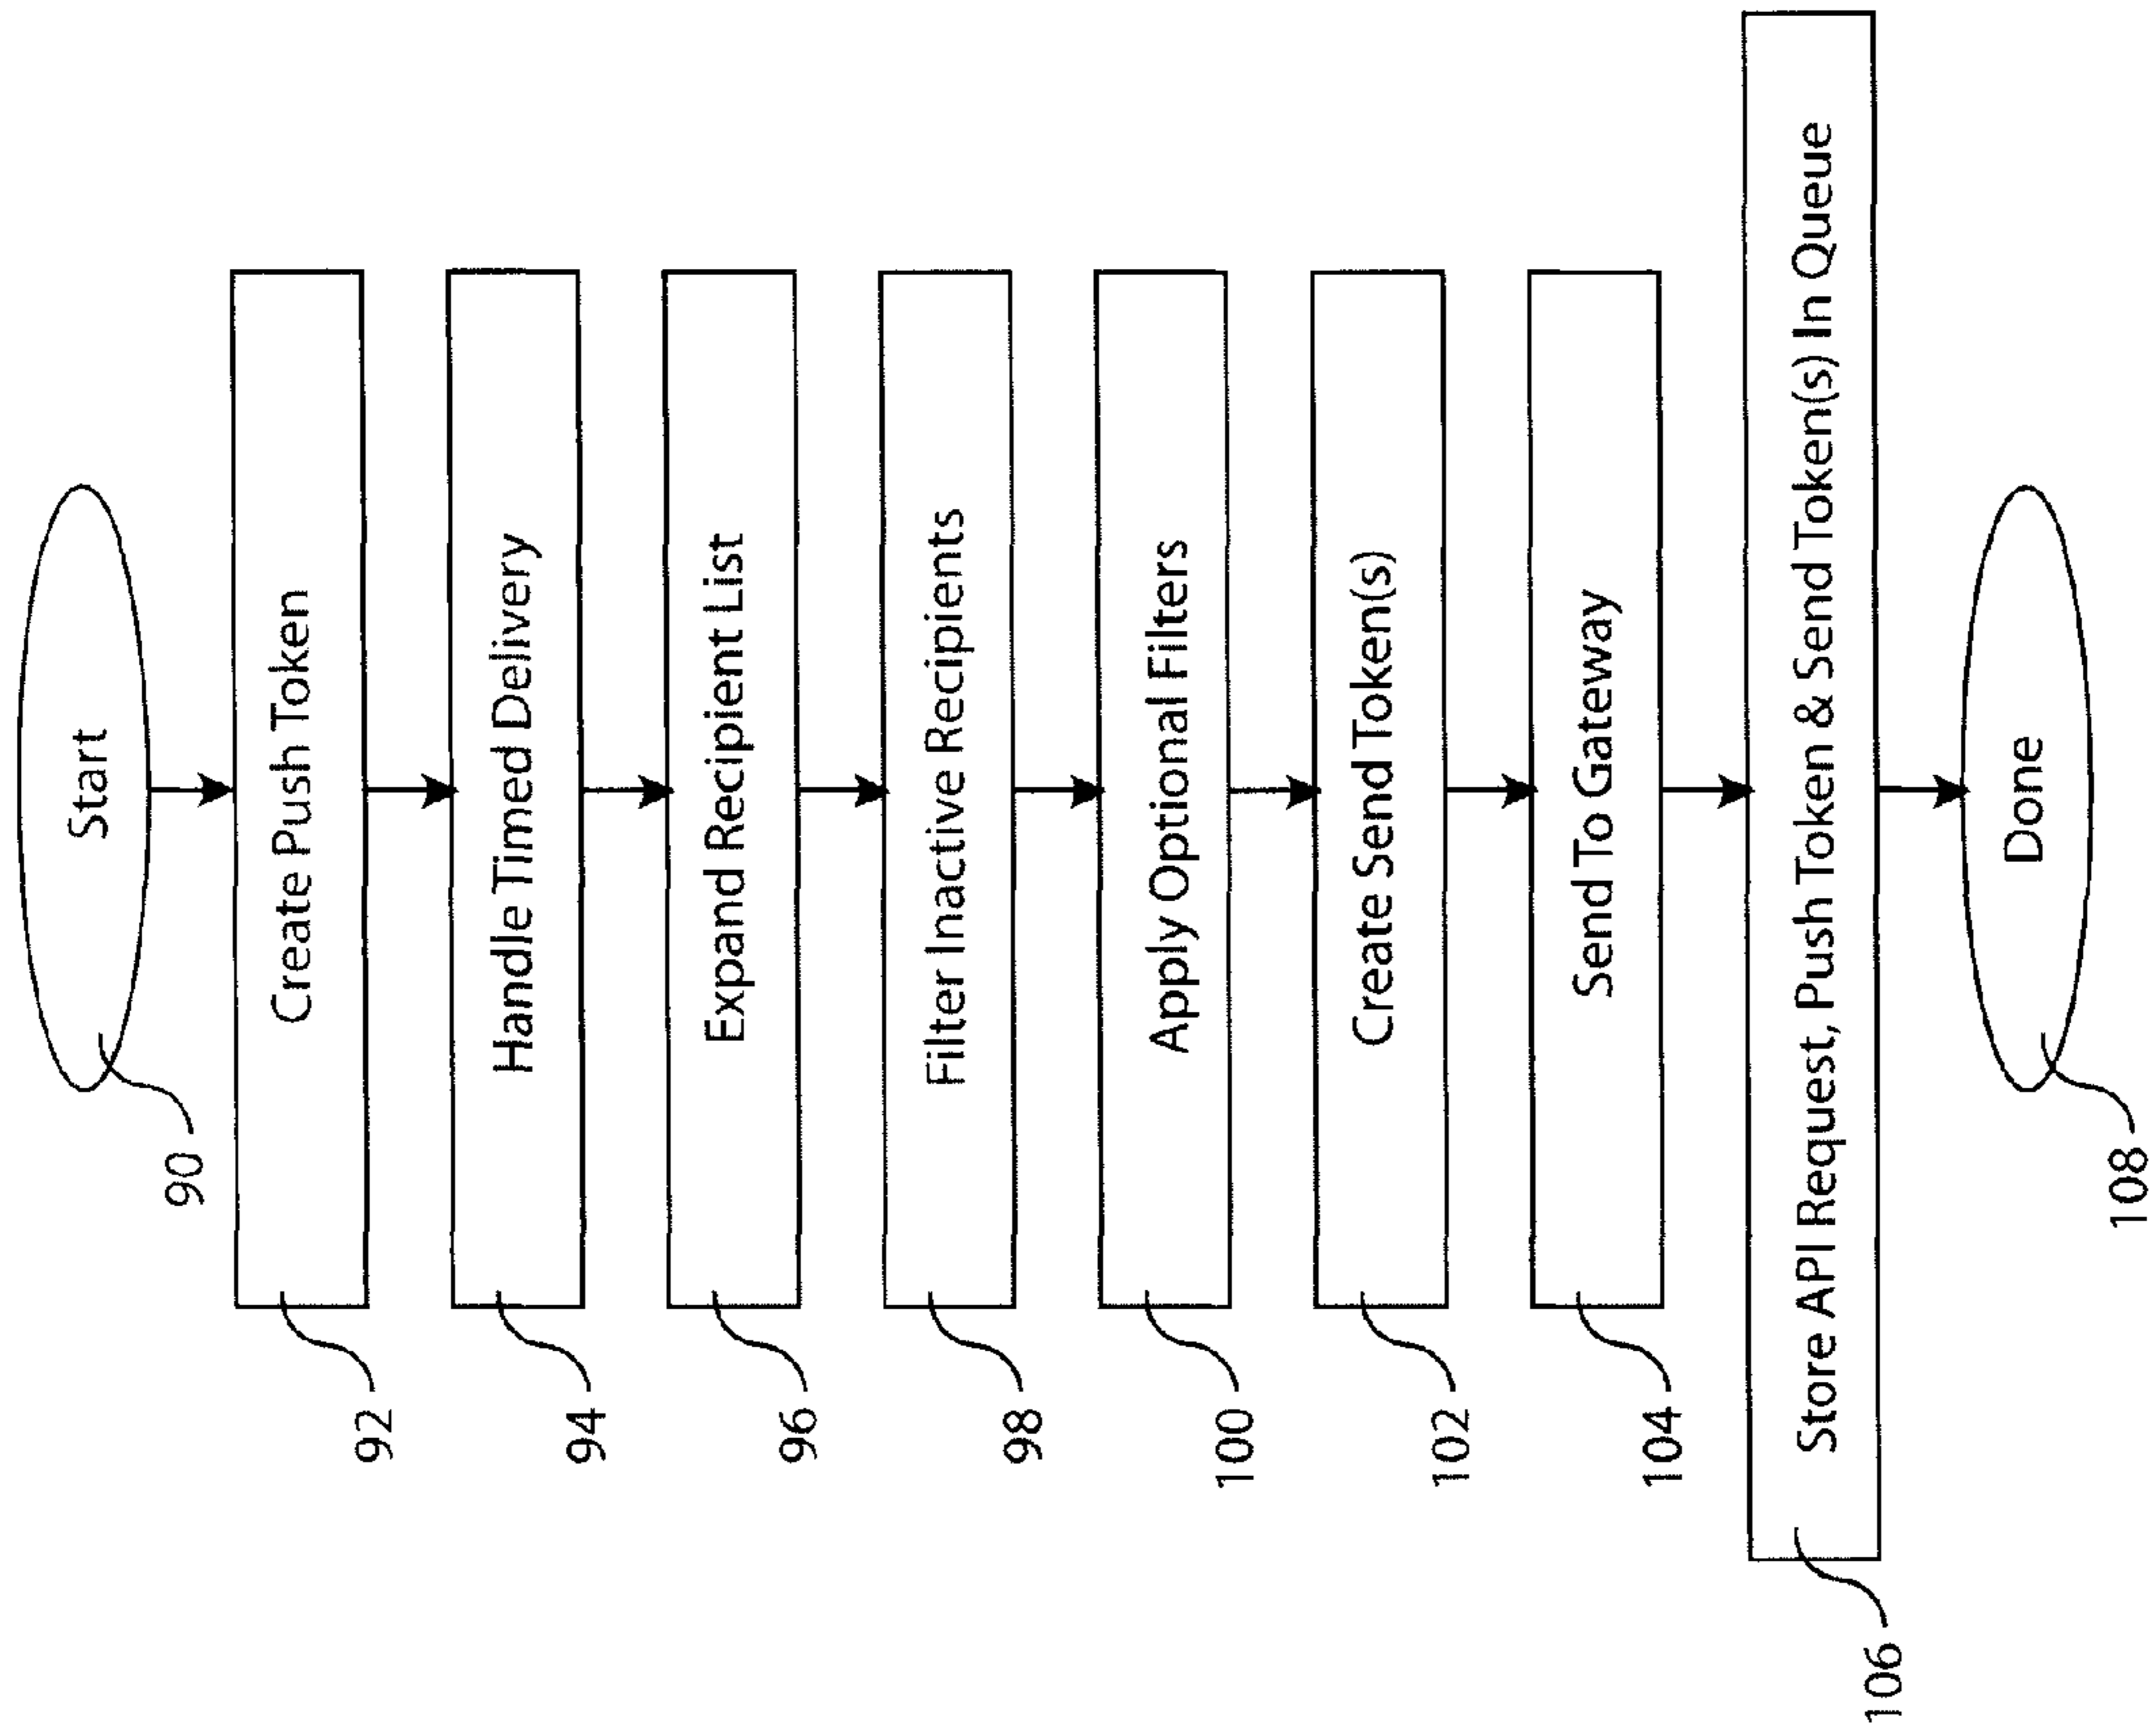 Start
90
Create Push Token
92
Handle Timed Delivery
94
Expand Recipient List
96
Filter Inactive Recipients
98
Apply Optional Filters
100
Create Send Token(s)
102
Send To Gateway
104
Store API Request, Push Token & Send Token(s) In Queue
106
Done
108